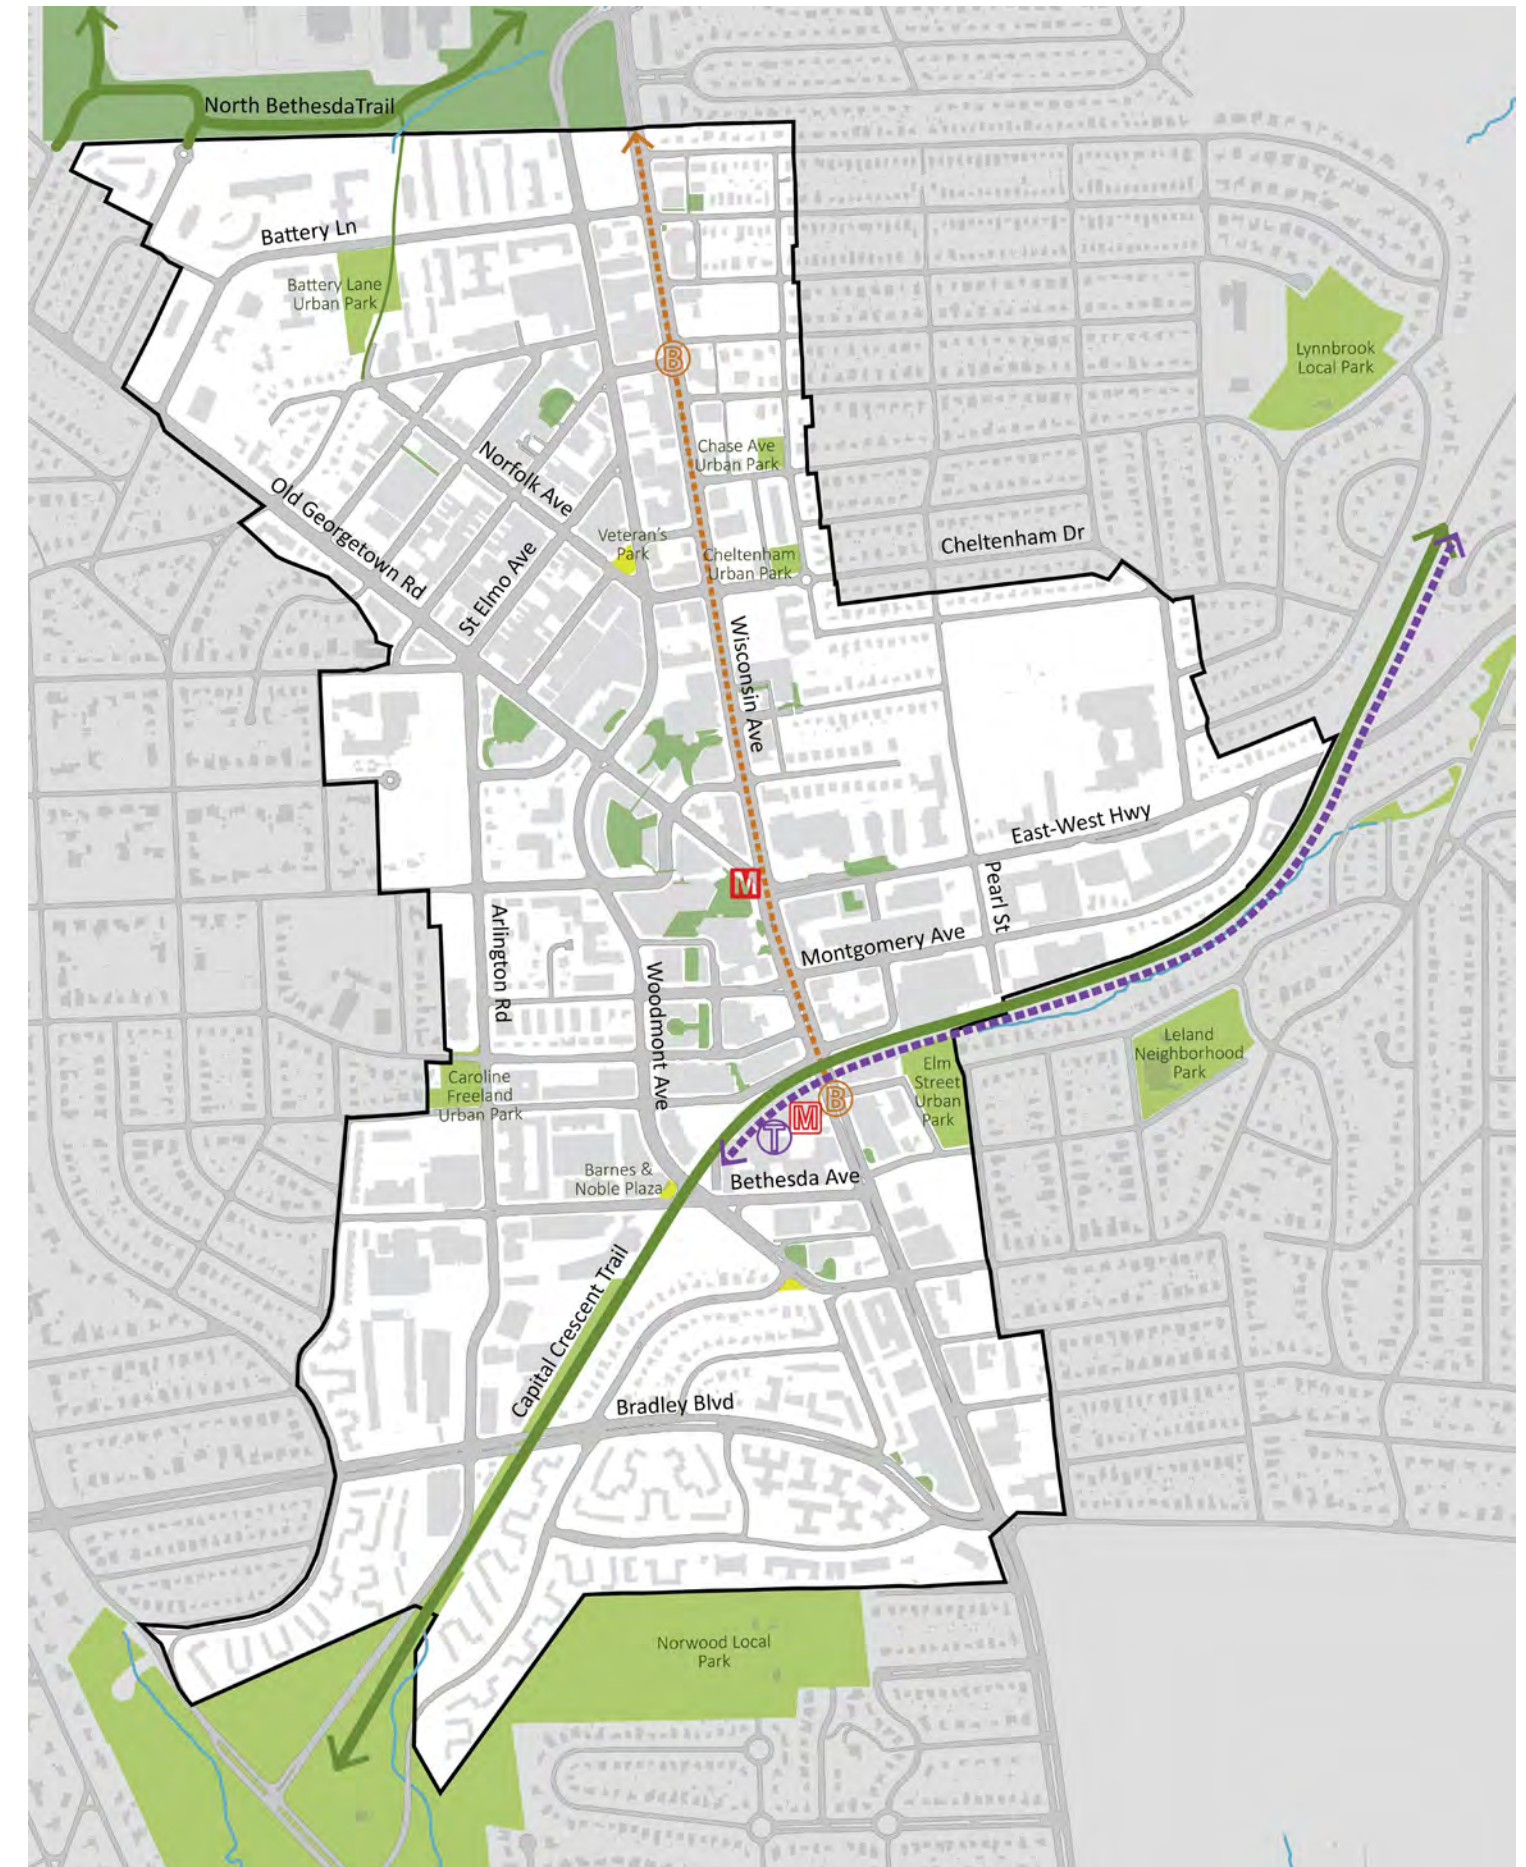 North BethesdaTrail
Battery Ln
Battery Lane
Urban Park
B
Lynnbrook
Local Park
Chase Ave
Urban Park
Norfolk Ave
Old Georgetown Rd
Veteran's
Park
Cheltenham Dr
Cheltenham
Urban Park
St Elmo Ave
Wisconsin Ave
East-West Hwy
M
Pearl St
Arlington Rd
Montgomery Ave
Woodmont Ave
Leland
Neighborhood
Park
Elm
Street
Urban
Park
Caroline
Freeland
Urban Park
B
M
T
Barnes &
Noble Plaza
Bethesda Ave
Capital Crescent Trail
Bradley Blvd
Norwood Local
Park